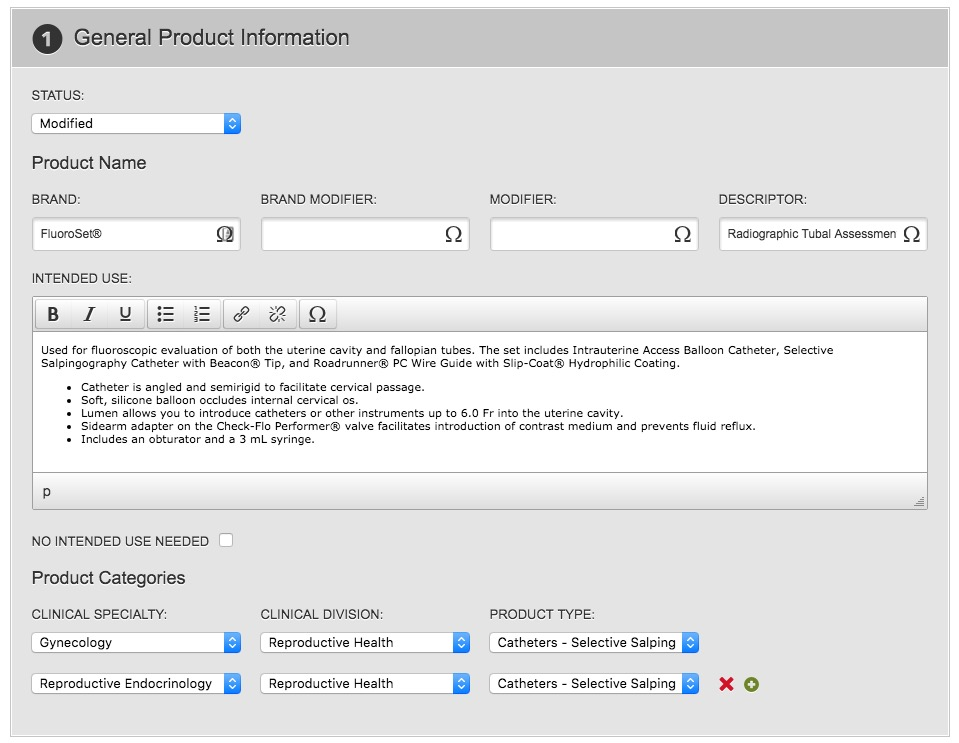 1 General Product Information
STATUS:
Modified
Product Name
BRAND: BRAND MODIFIER: MODIFIER: DESCRIPTOR:
FluoroSet® Ω Ω Ω Radiographic Tubal Assessmen Ω
INTENDED USE:
B I U Ω
Used for fluoroscopic evaluation of both the uterine cavity and fallopian tubes. The set includes Intrauterine Access Balloon Catheter, Selective
Salpingography Catheter with Beacon® Tip, and Roadrunner® PC Wire Guide with Slip-Coat® Hydrophilic Coating.
• Catheter is angled and semirigid to facilitate cervical passage.
• Soft, silicone balloon occludes internal cervical os.
• Lumen allows you to introduce catheters or other instruments up to 6.0 Fr into the uterine cavity.
• Sidearm adapter on the Check-Flo Performer® valve facilitates introduction of contrast medium and prevents fluid reflux.
• Includes an obturator and a 3 mL syringe.
p
NO INTENDED USE NEEDED
Product Categories
CLINICAL SPECIALTY: CLINICAL DIVISION: PRODUCT TYPE:
Gynecology Reproductive Health Catheters - Selective Salping
Reproductive Endocrinology Reproductive Health Catheters - Selective Salping